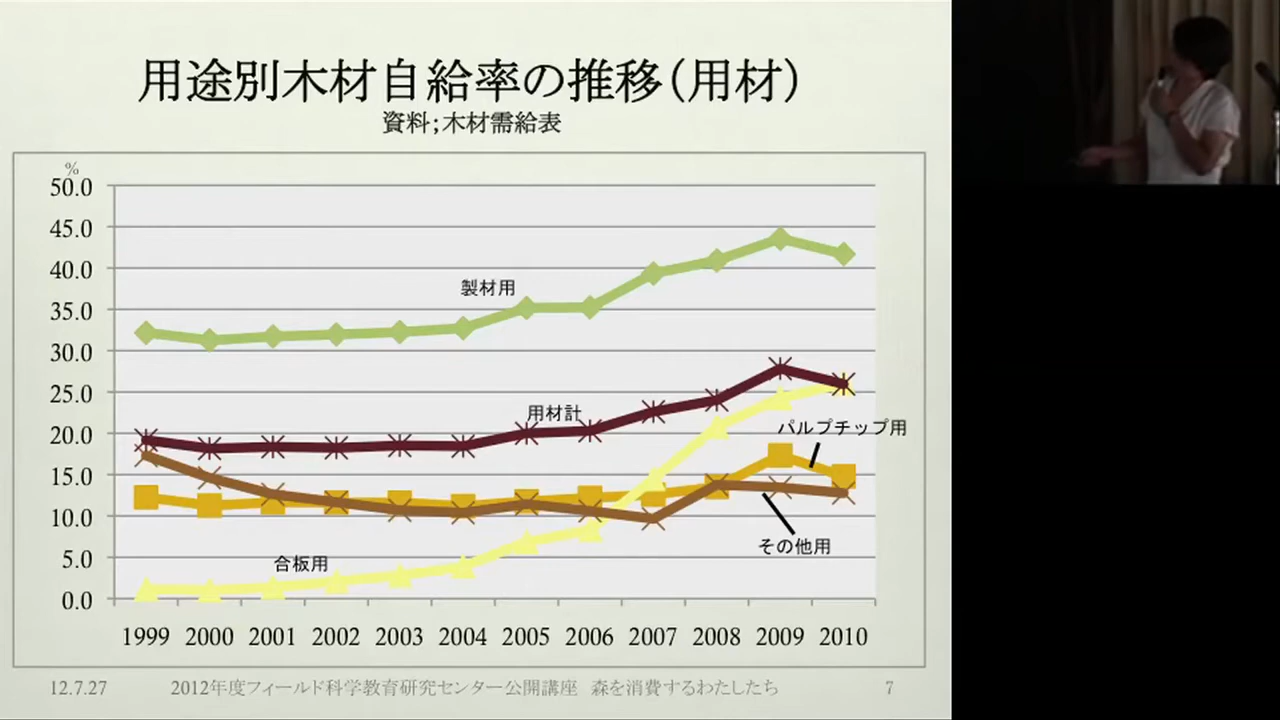 用途別木材自給率の推移（用材）
資料；木材需給表
%
50.0
45.0
40.0
35.0
30.0
25.0
20.0
15.0
10.0
5.0
0.0
製材用
用材計
パルプチップ用
その他用
合板用
1999 2000 2001 2002 2003 2004 2005 2006 2007 2008 2009 2010
12.7.27 2012年度フィールド科学教育研究センター公開講座 森を消費するわたしたち 7